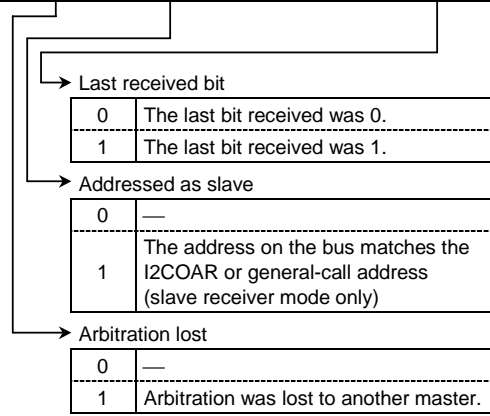 Last received bit
0 The last bit received was 0.
1 The last bit received was 1.
Addressed as slave
0 —
1 The address on the bus matches the
I2COAR or general-call address
(slave receiver mode only)
Arbitration lost
0 —
1 Arbitration was lost to another master.